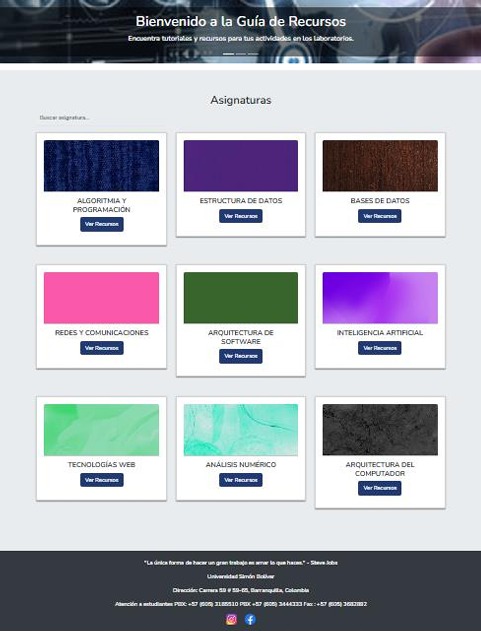 Bienvenido a la Guía de Recursos
Encuentra tutoriales y recursos para tus actividades en los laboratorios.
Asignaturas
Buscar asignatura...
ALGORITMIA Y
PROGRAMACIÓN
Ver Recursos
ESTRUCTURA DE DATOS
Ver Recursos
BASES DE DATOS
Ver Recursos
REDES Y COMUNICACIONES
Ver Recursos
ARQUITECTURA DE
SOFTWARE
Ver Recursos
INTELIGENCIA ARTIFICIAL
Ver Recursos
TECNOLOGÍAS WEB
Ver Recursos
ANÁLISIS NUMÉRICO
Ver Recursos
ARQUITECTURA DEL
COMPUTADOR
Ver Recursos
"La única forma de hacer un gran trabajo es amar lo que haces." - Steve Jobs
Universidad Simón Bolívar
Dirección: Carrera 59 # 59-65, Barranquilla, Colombia
Atención a estudiantes PBX: +57 (605) 3185510 PBX +57 (605) 3444333 Fax : +57 (605) 3682892